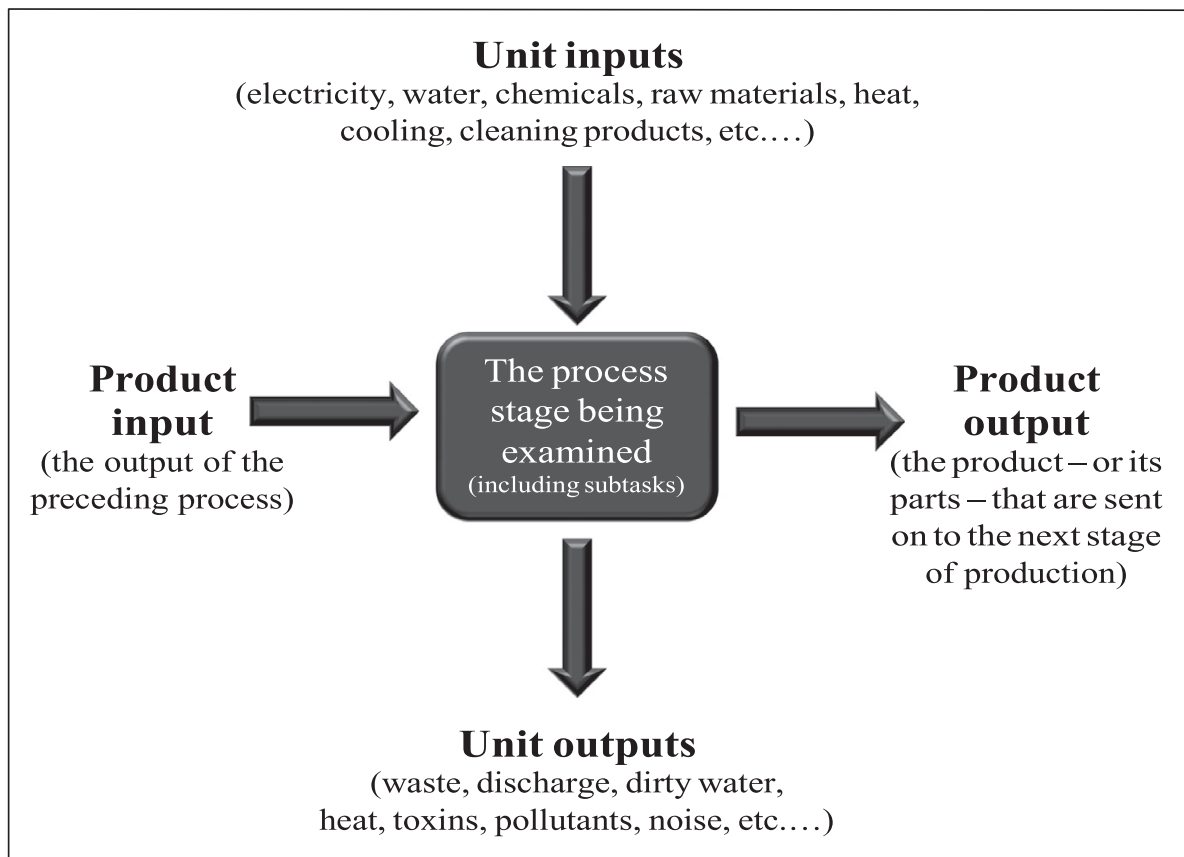 Unit inputs
(electricity, water, chemicals, raw materials, heat,
cooling, cleaning products, etc....)
Product
input
(the output of the
preceding process)
The process
stage being
examined
(including subtasks)
Product
output
(the product – or its
parts – that are sent
on to the next stage
of production)
Unit outputs
(waste, discharge, dirty water,
heat, toxins, pollutants, noise, etc....)